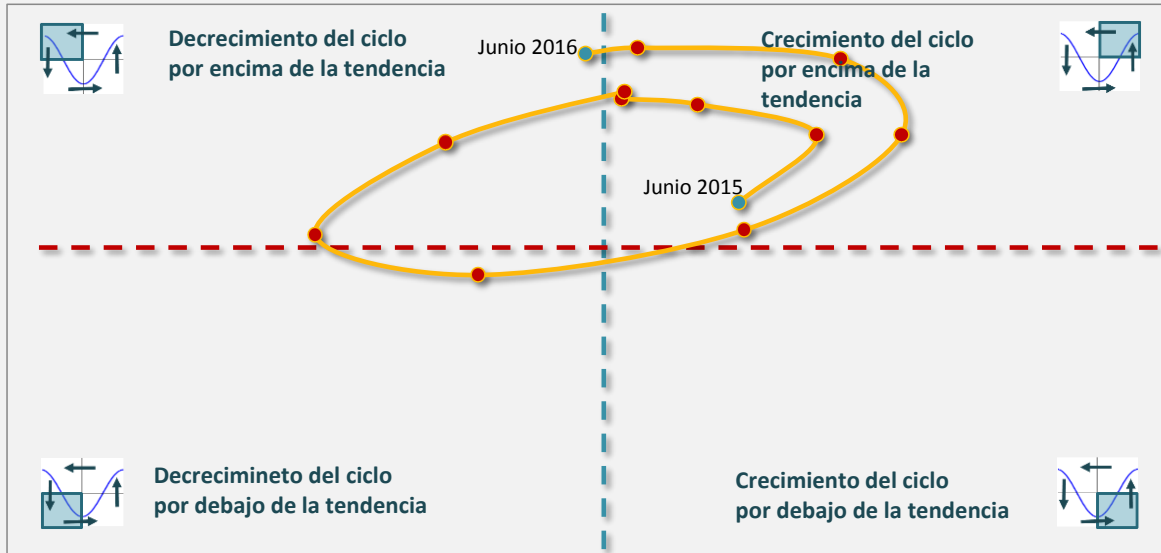 Decrecimiento del ciclo
por encima de la tendencia
Junio 2016
Crecimiento del ciclo
por encima de la
tendencia
Junio 2015
Decrecimineto del ciclo
por debajo de la tendencia
Crecimiento del ciclo
por debajo de la tendencia